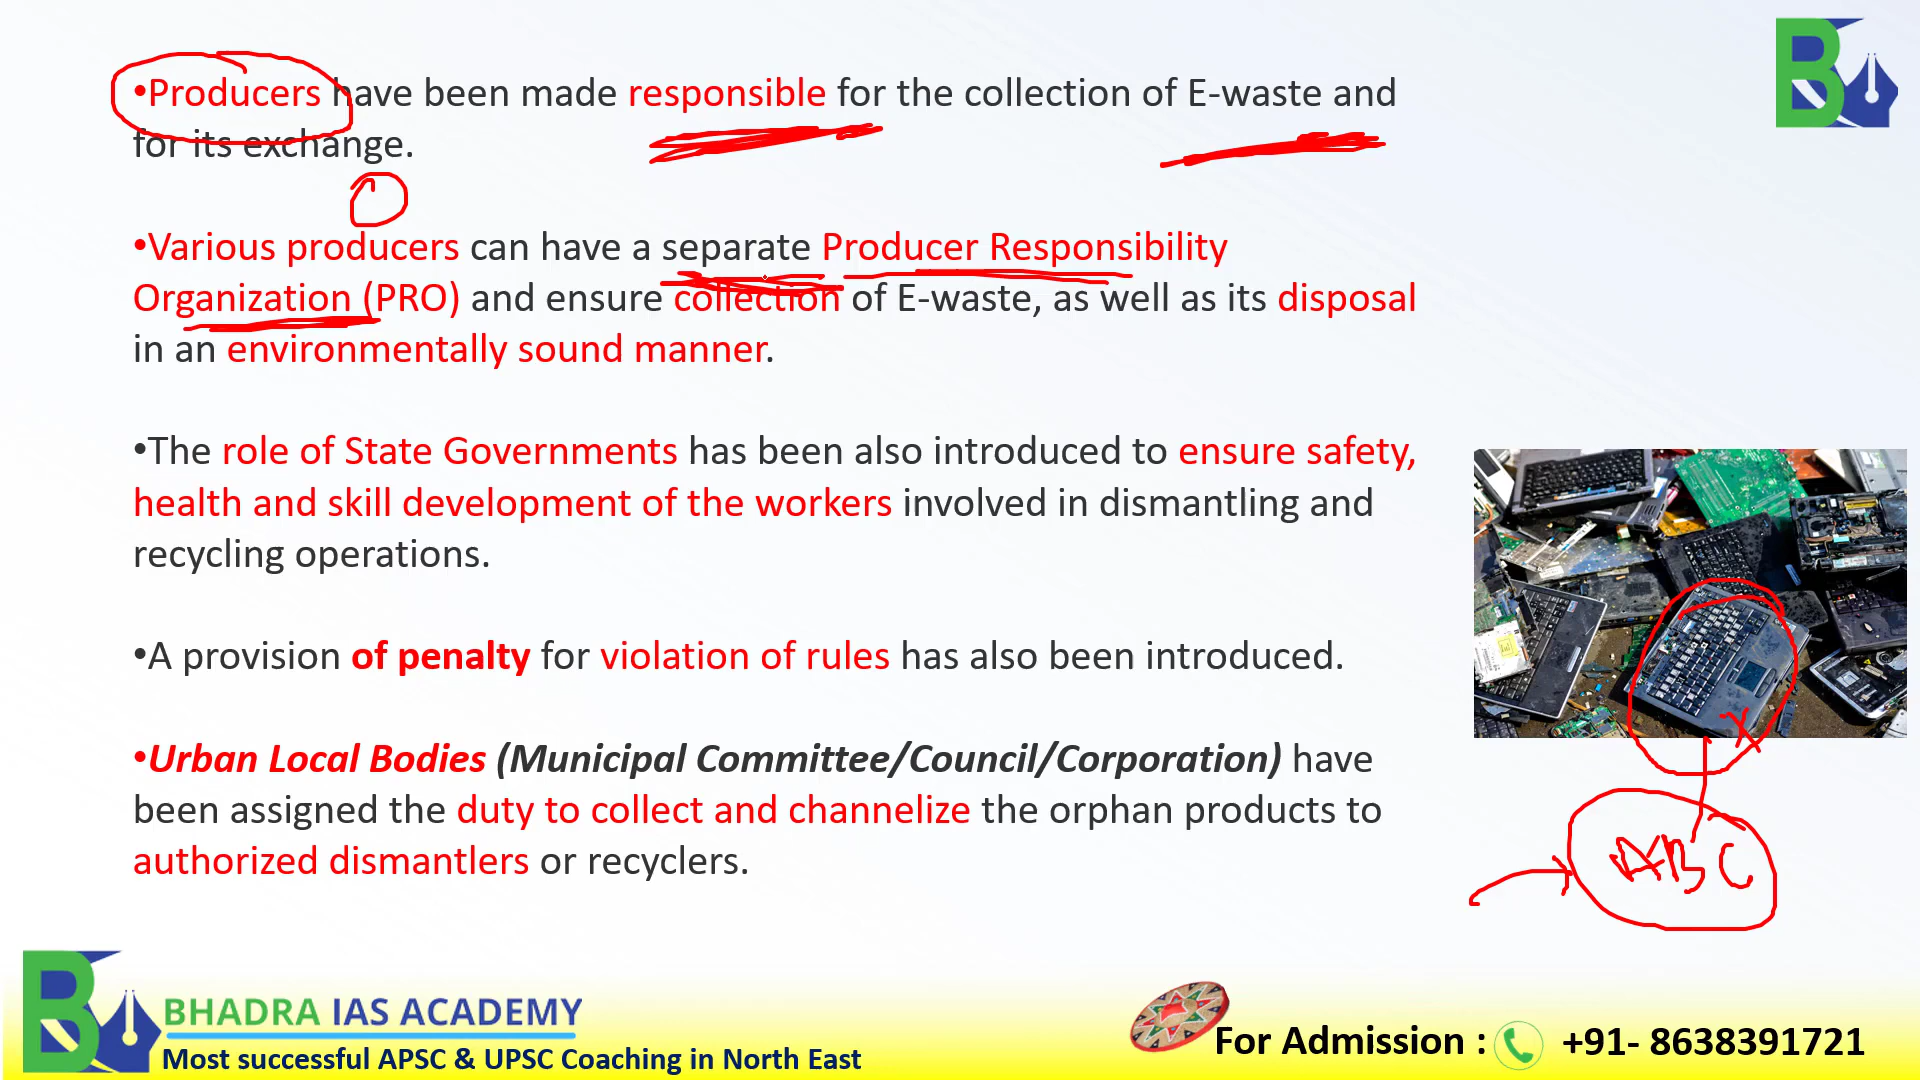 •Producers have been made responsible for the collection of E-waste and
for its exchange.
•Various producers can have a separate Producer Responsibility
Organization (PRO) and ensure collection of E-waste, as well as its disposal
in an environmentally sound manner.
•The role of State Governments has been also introduced to ensure safety,
health and skill development of the workers involved in dismantling and
recycling operations.
•A provision of penalty for violation of rules has also been introduced.
•Urban Local Bodies (Municipal Committee/Council/Corporation) have
been assigned the duty to collect and channelize the orphan products to
authorized dismantlers or recyclers.
X
ABC
BHADRA IAS ACADEMY
Most successful APSC & UPSC Coaching in North East
For Admission : +91- 8638391721